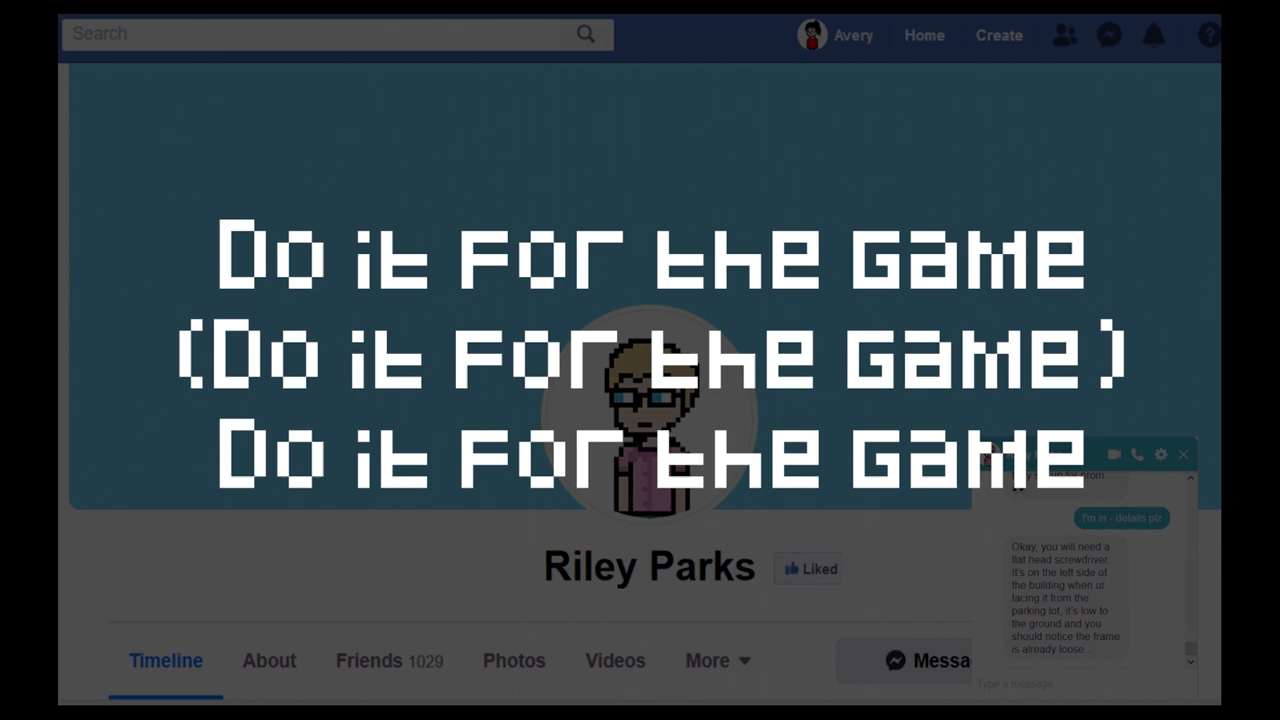 Search
Avery
Home
Create
Do it for the game
(Do it for the game)
Do it for the game
Riley Parks
Liked
Timeline
About
Friends 1029
Photos
Videos
More
Messa
for prom
I'm in - details plz
Okay, you will need a
flat head screwdriver
It's on the left side of
the building when ur
facing it from the
parking lot, it's low to
the ground and you
should notice the frame
is already loose...
Type a message